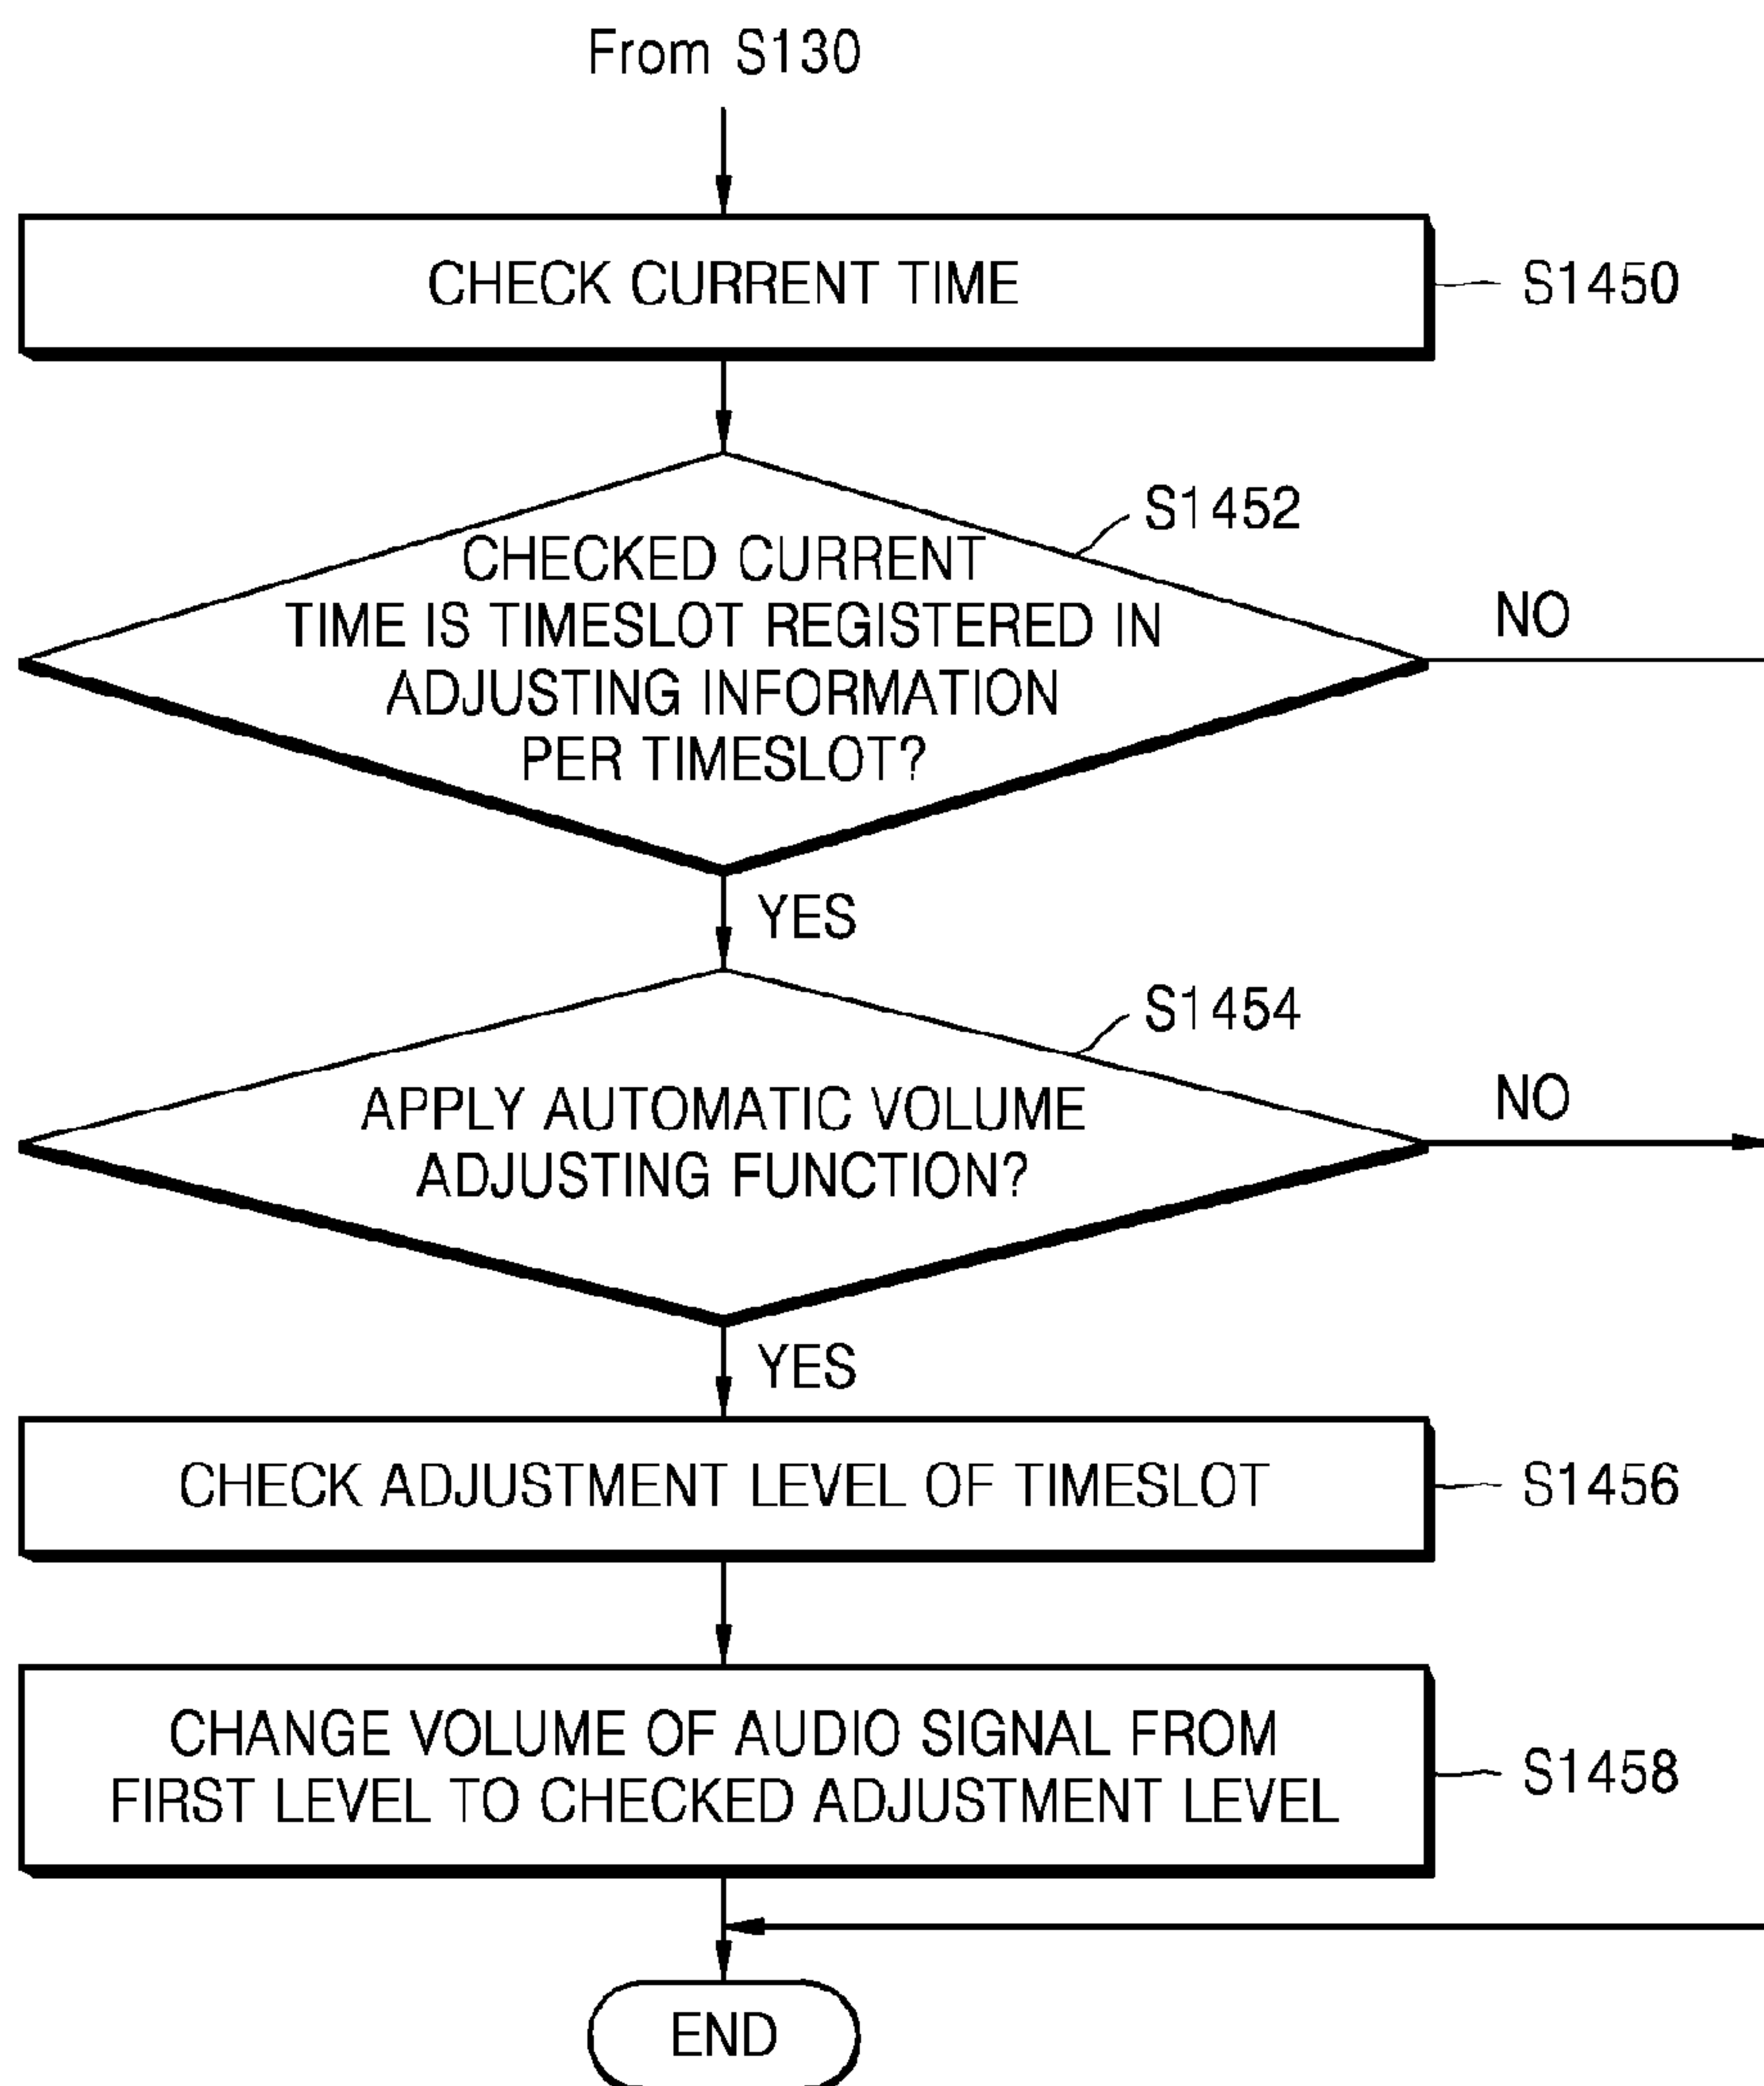 From S130
CHECK CURRENT TIME
S1450
S1452
CHECKED CURRENT
TIME IS TIMESLOT REGISTERED IN
ADJUSTING INFORMATION
PER TIMESLOT?
NO
YES
S1454
APPLY AUTOMATIC VOLUME
ADJUSTING FUNCTION?
NO
YES
CHECK ADJUSTMENT LEVEL OF TIMESLOT
S1456
CHANGE VOLUME OF AUDIO SIGNAL FROM
FIRST LEVEL TO CHECKED ADJUSTMENT LEVEL
S1458
END